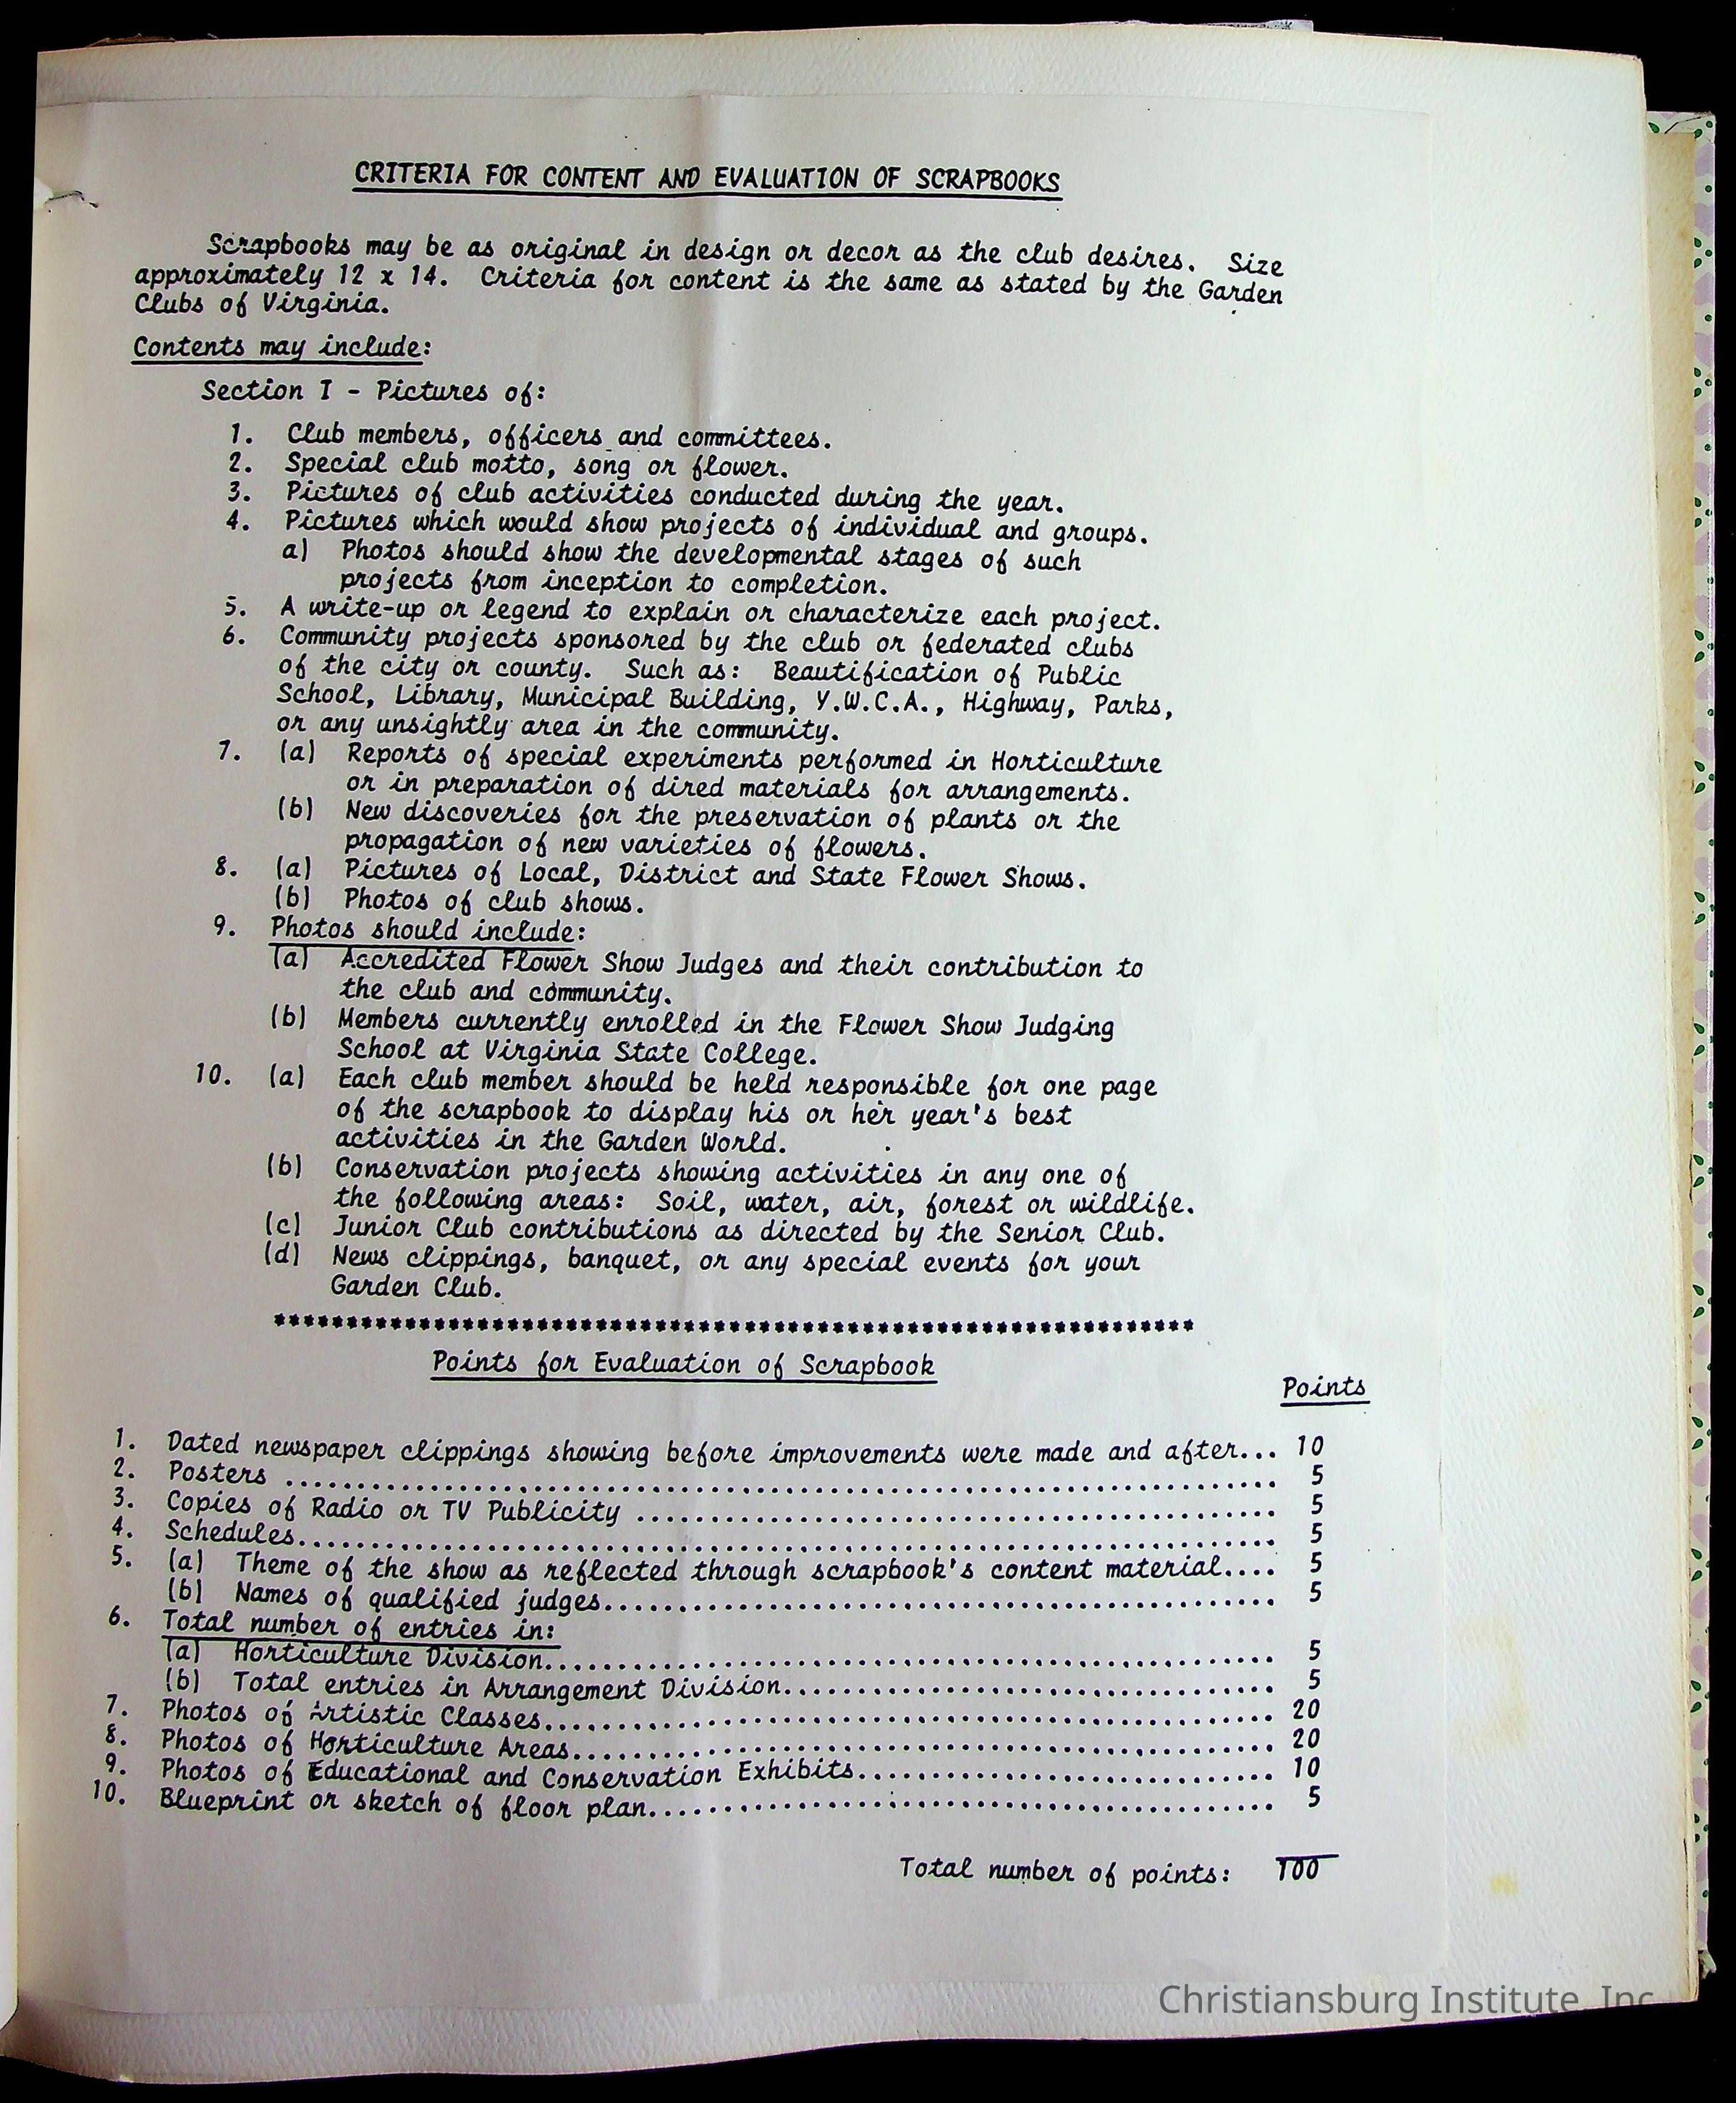 CRITERIA FOR CONTENT AND EVALUATION OF SCRAPBOOKS
Scrapbooks may be as original in design or decor as the club desires. Size
approximately 12 x 14. Criteria for content is the same as stated by the Garden
Clubs of Virginia.
Contents may include:
Section I - Pictures of:
1. Club members, officers and committees.
2. Special club motto, song or flower.
3. Pictures of club activities conducted during the year.
4. Pictures which would show projects of individual and groups.
a) Photos should show the developmental stages of such
projects from inception to completion.
5. A write-up or legend to explain or characterize each project.
6. Community projects sponsored by the club or federated clubs
of the city or county. Such as: Beautification of Public
School, Library, Municipal Building, Y.W.C.A., Highway, Parks,
or any unsightly area in the community.
7. (a) Reports of special experiments performed in Horticulture
or in preparation of dired materials for arrangements.
(b) New discoveries for the preservation of plants or the
propagation of new varieties of flowers.
8. (a) Pictures of Local, District and State Flower Shows.
(b) Photos of club shows.
9. Photos should include:
(a) Accredited Flower Show Judges and their contribution to
the club and community.
(b) Members currently enrolled in the Flower Show Judging
School at Virginia State College.
10. (a) Each club member should be held responsible for one page
of the scrapbook to display his or her year's best
activities in the Garden World.
(b) Conservation projects showing activities in any one of
the following areas: Soil, water, air, forest or wildlife.
(c) Junior Club contributions as directed by the Senior Club.
(d) News clippings, banquet, or any special events for your
Garden Club.
****************************************************************
Points for Evaluation of Scrapbook
Points
1. Dated newspaper clippings showing before improvements were made and after... 10
2. Posters ..................................................................... 5
3. Copies of Radio or TV Publicity ............................................. 5
4. Schedules.................................................................... 5
5. (a) Theme of the show as reflected through scrapbook's content material.... 5
(b) Names of qualified judges............................................... 5
6. Total number of entries in:
(a) Horticulture Division................................................... 5
(b) Total entries in Arrangement Division................................... 5
7. Photos of Artistic Classes................................................... 20
8. Photos of Horticulture Areas................................................. 20
9. Photos of Educational and Conservation Exhibits.............................. 10
10. Blueprint or sketch of floor plan........................................... 5
Total number of points: 100
Christiansburg Institute, Inc